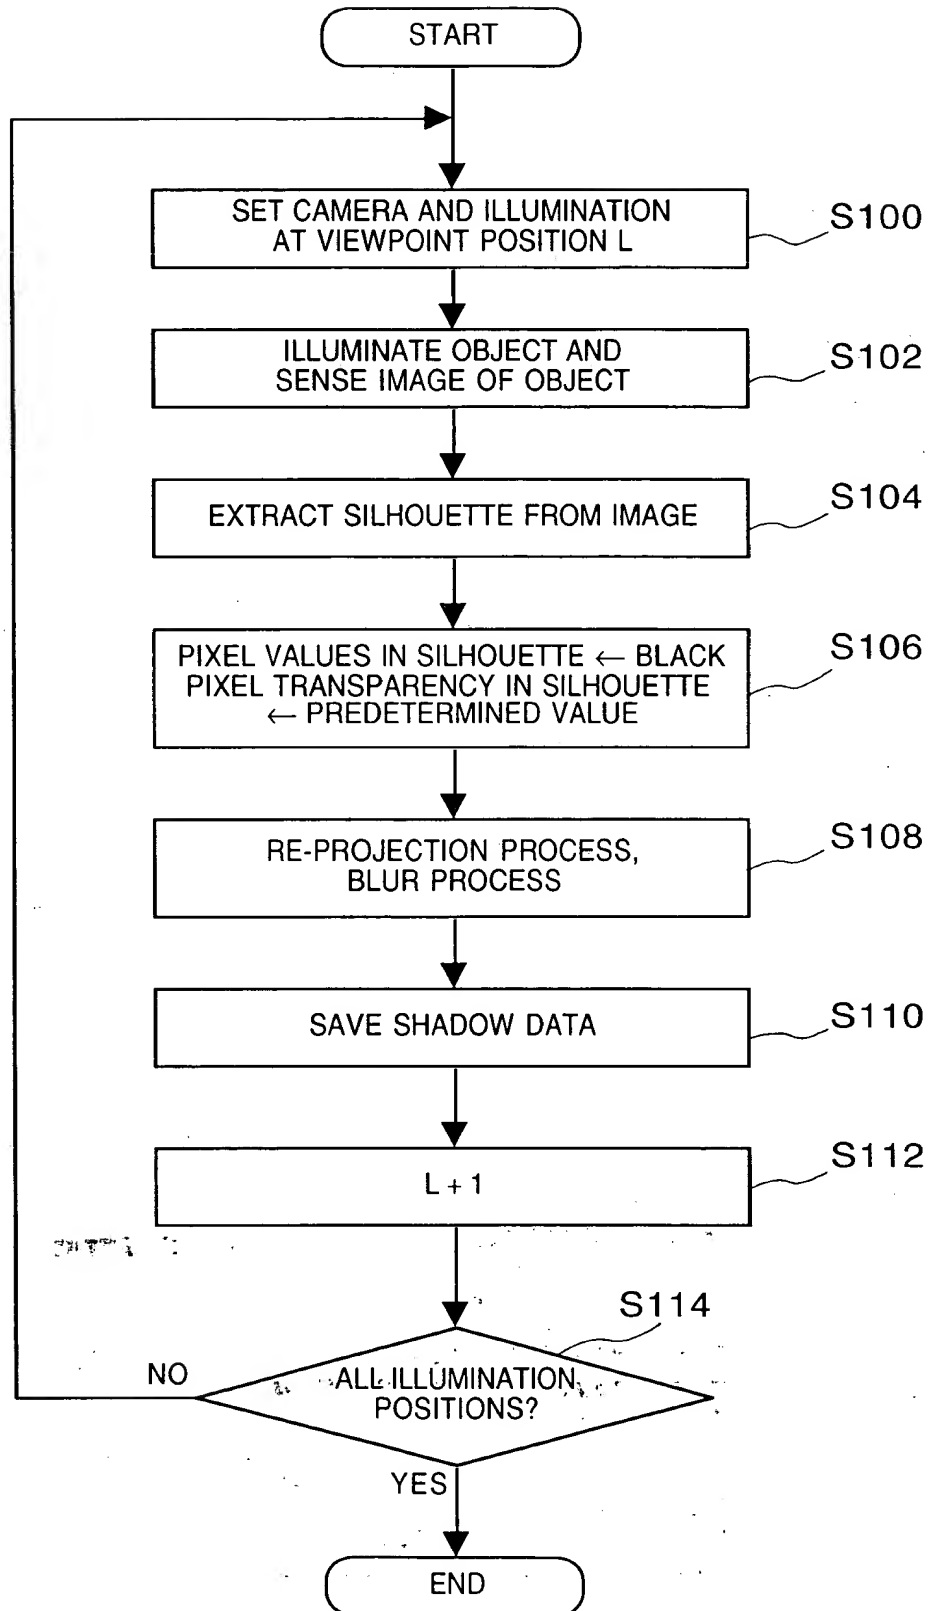 START
SET CAMERA AND ILLUMINATION
AT VIEWPOINT POSITION L
S100
ILLUMINATE OBJECT AND
SENSE IMAGE OF OBJECT
S102
EXTRACT SILHOUETTE FROM IMAGE
S104
PIXEL VALUES IN SILHOUETTE ← BLACK
PIXEL TRANSPARENCY IN SILHOUETTE
← PREDETERMINED VALUE
S106
RE-PROJECTION PROCESS,
BLUR PROCESS
S108
SAVE SHADOW DATA
S110
L + 1
S112
S114
ALL ILLUMINATION
POSITIONS?
NO
YES
END